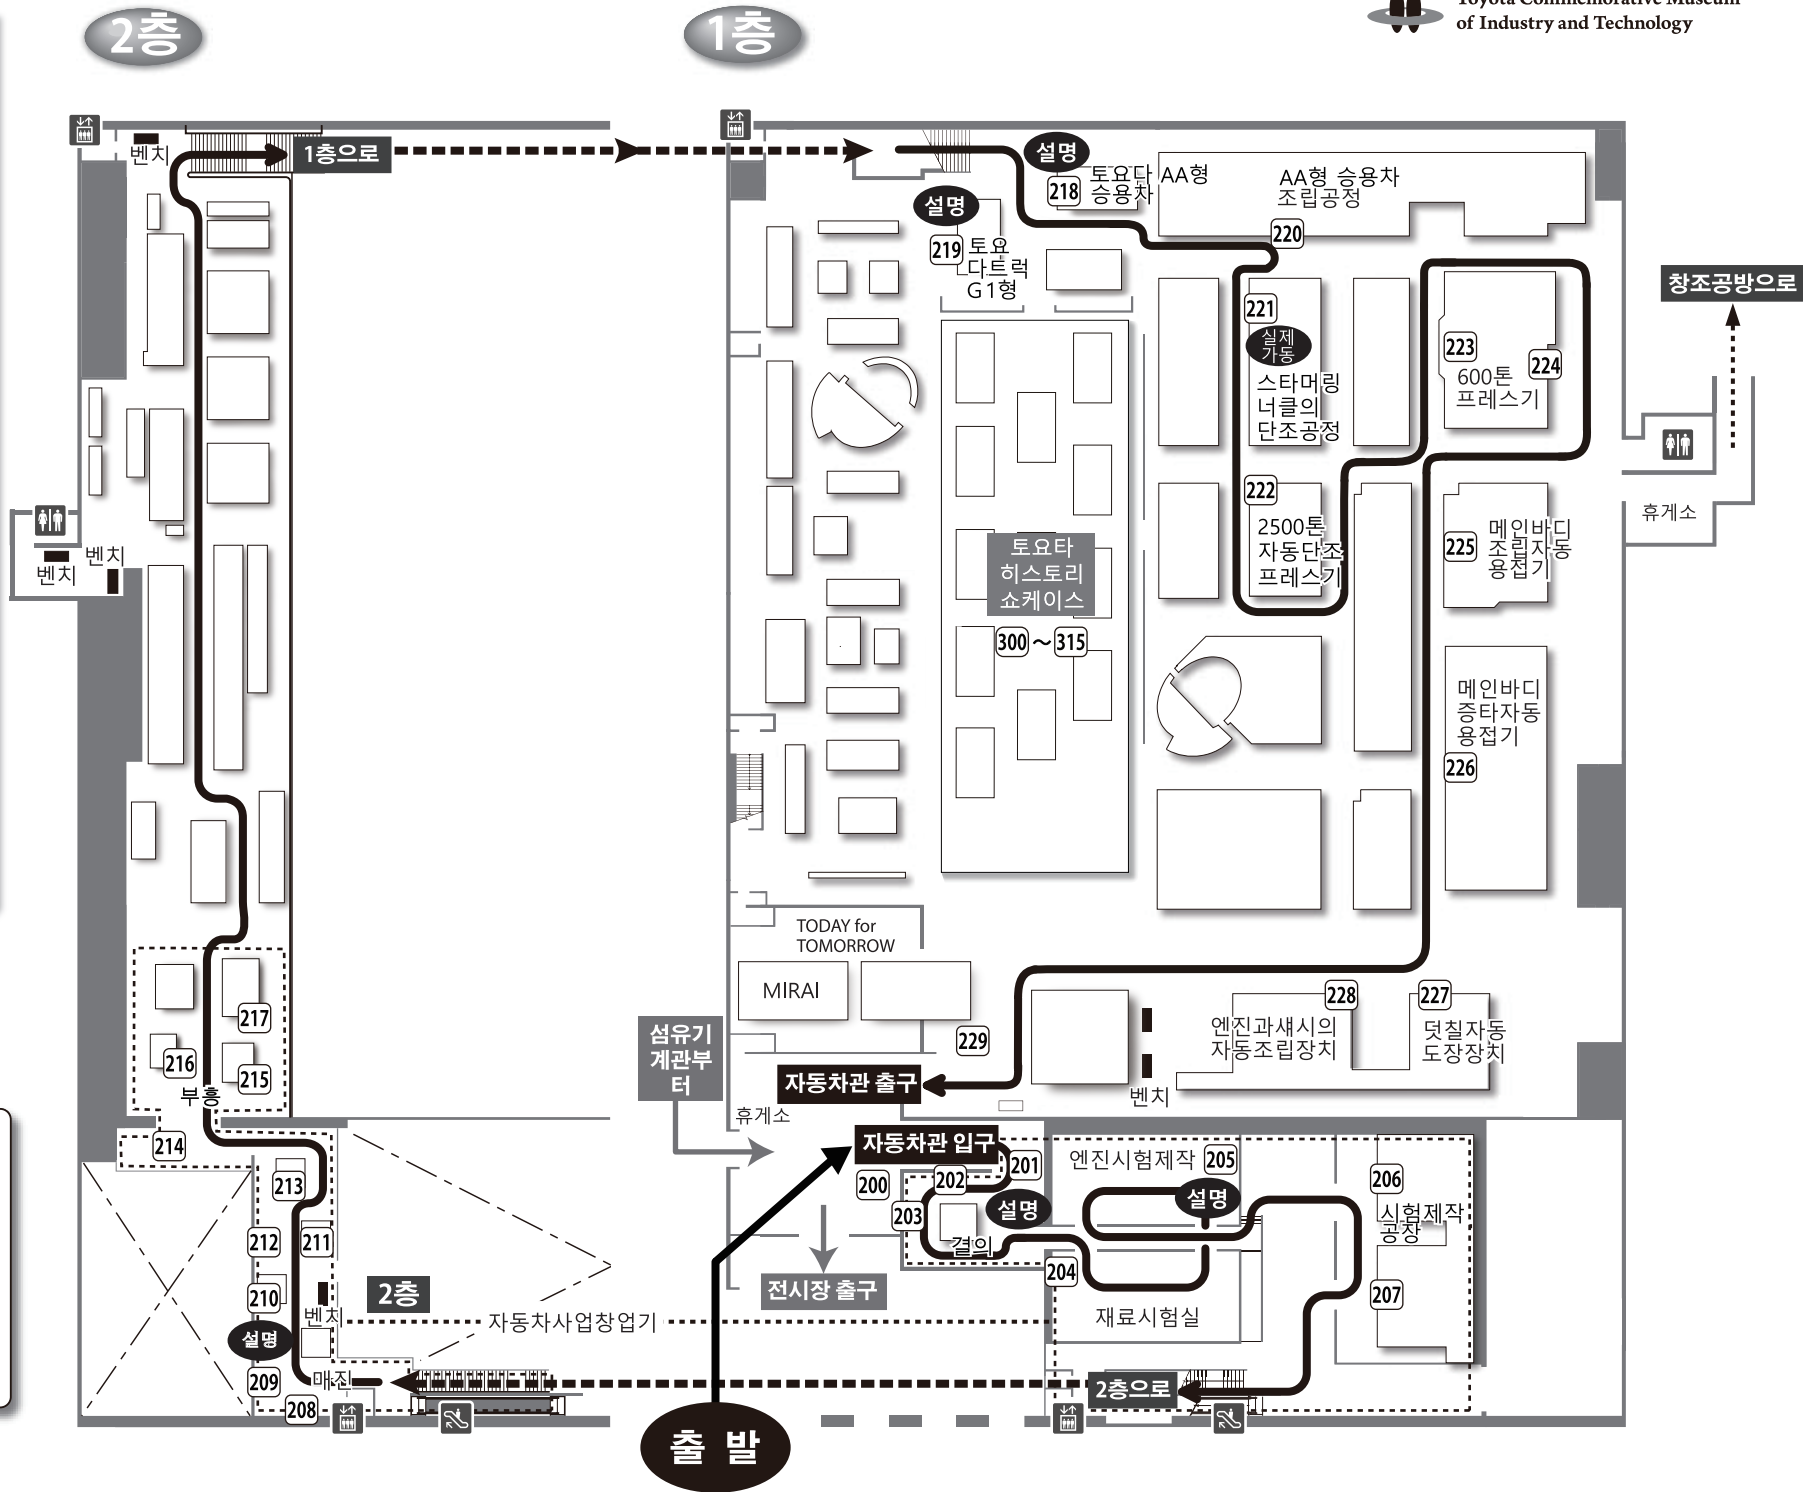 2층
1층
Toyota Commemorative Museum
of Industry and Technology
벤치
1층으로
설명
218
토요다 AA형
승용차
AA형 승용차
조립공정
220
설명
219
토요
다트럭
G1형
창조공방으로
221
실제
가동
스타머링
너클의
단조공정
223
224
600톤
프레스기
222
2500톤
자동단조
프레스기
225
메인바디
조립자동
용접기
휴게소
벤치
벤치
토요타
히스토리
쇼케이스
300 ~ 315
메인바디
증타자동
용접기
226
TODAY for
TOMORROW
MIRAI
229
228
엔진과섀시의
자동조립장치
227
덧칠자동
도장장치
벤치
217
216
215
부흥
214
섬유기
계관부
터
자동차관 출구
휴게소
자동차관 입구
200
201
202
203
설명
결의
엔진시험제작
205
설명
206
시험제작
공장
204
207
재료시험실
213
212
211
210
벤치
2층
자동차사업창업기
설명
209
매진
208
전시장 출구
2층으로
출 발